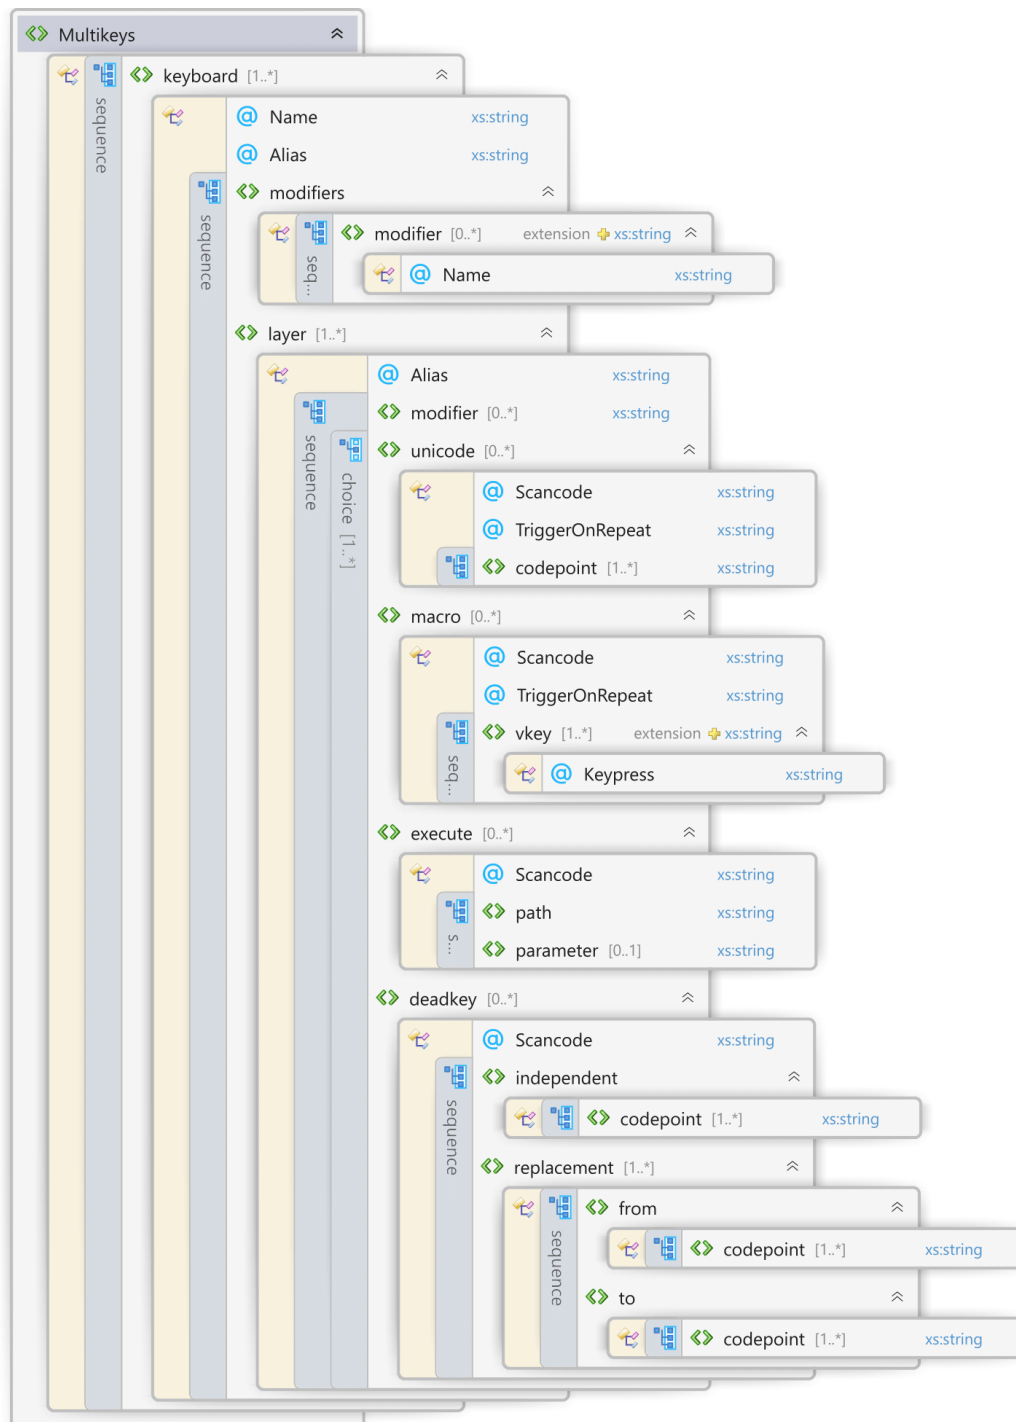 Multikeys
keyboard [1..*]
sequence
Name xs:string
Alias xs:string
modifiers
sequence
modifier [0..*] extension xs:string
seq...
@ Name xs:string
layer [1..*]
@ Alias xs:string
modifier [0..*] xs:string
sequence
unicode [0..*]
choice [1..*]
@ Scancode xs:string
@ TriggerOnRepeat xs:string
codepoint [1..*] xs:string
macro [0..*]
@ Scancode xs:string
@ TriggerOnRepeat xs:string
vkey [1..*] extension xs:string
seq...
@ Keypress xs:string
execute [0..*]
@ Scancode xs:string
path xs:string
s...
parameter [0..1] xs:string
deadkey [0..*]
@ Scancode xs:string
independent
sequence
codepoint [1..*] xs:string
replacement [1..*]
from
sequence
codepoint [1..*] xs:string
to
codepoint [1..*] xs:string